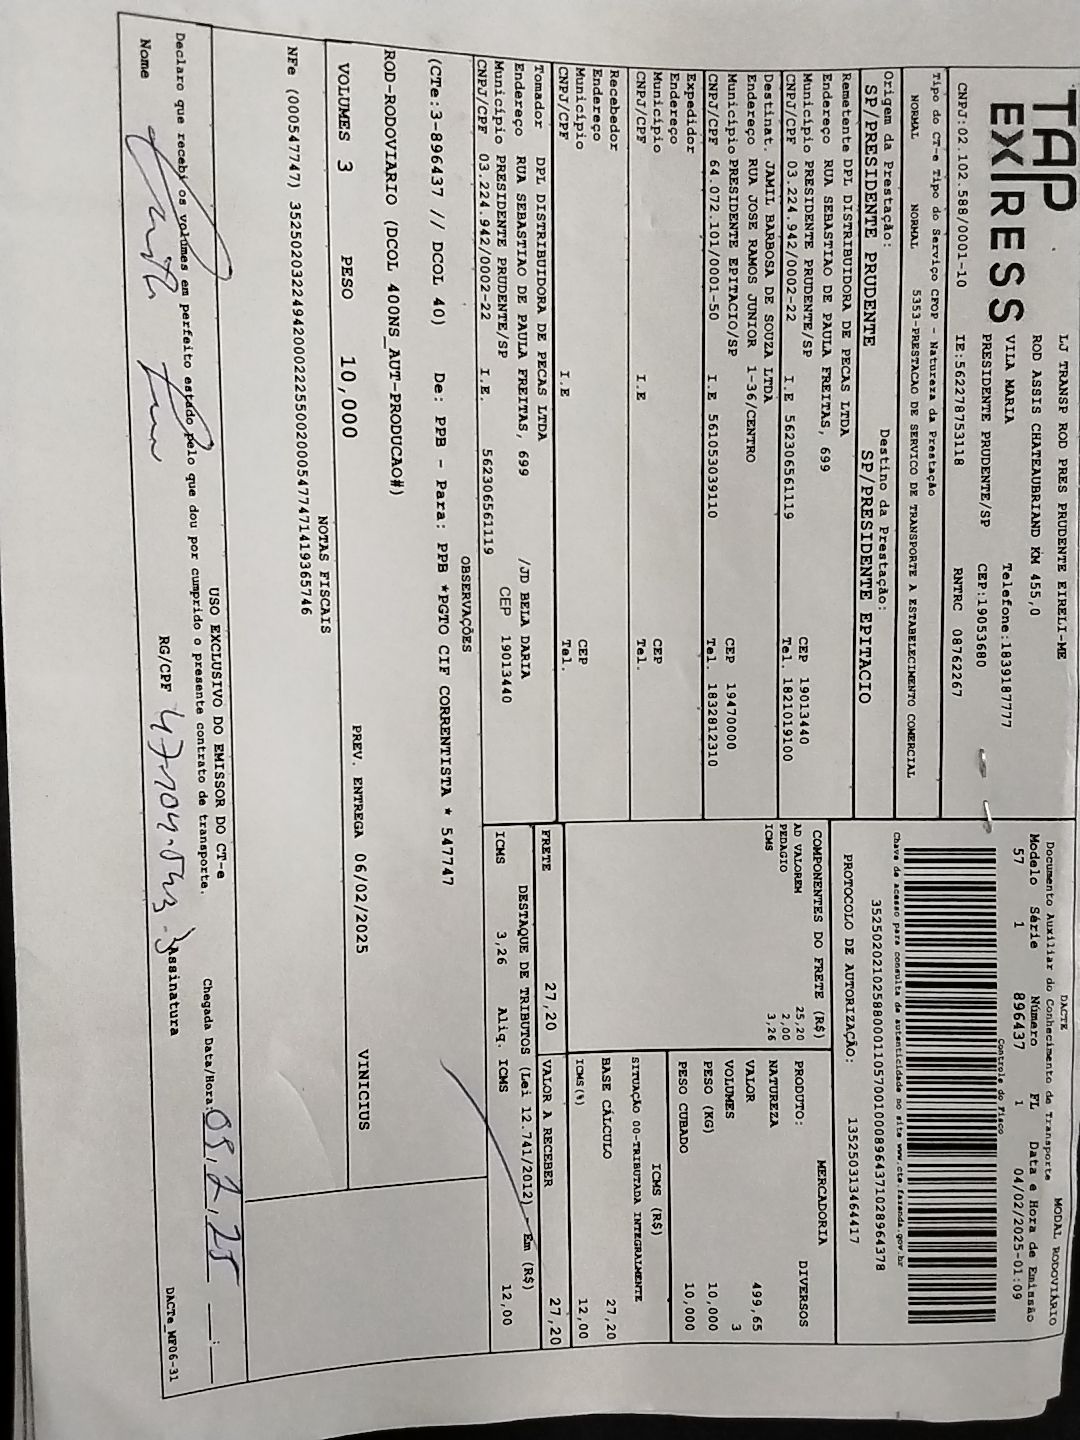 TAP
EXPRESS
LJ TRANSP ROD PRES PRUDENTE EIRELI-ME
ROD ASSIS CHATEAUBRIAND KM 455,0
VILA MARIA Telefone:1839187777
PRESIDENTE PRUDENTE/SP CEP:19053680
CNPJ:02.102.588/0001-10 IE:562278753118 RNTRC 08762267
DACTE MODAL RODOVIÁRIO
Documento Auxiliar do Conhecimento de Transporte
Modelo Série Número FL Data e Hora de Emissão
57 1 896437 1 04/02/2025-01:09
Controle do Fisco
Tipo do CT-e Tipo do Serviço CFOP - Natureza da Prestação
NORMAL NORMAL 5353-PRESTACAO DE SERVICO DE TRANSPORTE A ESTABELECIMENTO COMERCIAL
Chave de acesso para consulta de autenticidade no site www.cte.fazenda.gov.br
35250202102588000110570010008964371028964378
Origem da Prestação: Destino da Prestação:
SP/PRESIDENTE PRUDENTE SP/PRESIDENTE EPITACIO
PROTOCOLO DE AUTORIZAÇÃO: 135250313464417
Remetente DPL DISTRIBUIDORA DE PECAS LTDA
Endereço RUA SEBASTIAO DE PAULA FREITAS, 699
Município PRESIDENTE PRUDENTE/SP CEP 19013440
CNPJ/CPF 03.224.942/0002-22 I.E 562306561119 Tel. 1821019100
Destinat. JAMIL BARBOSA DE SOUZA LTDA
Endereço RUA JOSE RAMOS JUNIOR 1-36/CENTRO
Município PRESIDENTE EPITACIO/SP CEP 19470000
CNPJ/CPF 64.072.101/0001-50 I.E 561053039110 Tel. 1832812310
Expedidor
Endereço
Município CEP
CNPJ/CPF I.E Tel.
Recebedor
Endereço
Município CEP
CNPJ/CPF I.E Tel.
Tomador DPL DISTRIBUIDORA DE PECAS LTDA
Endereço RUA SEBASTIAO DE PAULA FREITAS, 699 /JD BELA DARIA
Município PRESIDENTE PRUDENTE/SP CEP 19013440
CNPJ/CPF 03.224.942/0002-22 I.E. 562306561119
COMPONENTES DO FRETE (R$)
AD VALOREM 25,20
PEDAGIO 2,00
ICMS 3,26
PRODUTO: MERCADORIA DIVERSOS
NATUREZA
VALOR 499,65
VOLUMES 3
PESO (KG) 10,000
PESO CUBADO 10,000
ICMS (R$)
SITUAÇÃO 00-TRIBUTADA INTEGRALMENTE
BASE CÁLCULO 27,20
ICMS(%) 12,00
FRETE 27,20 VALOR A RECEBER 27,20
DESTAQUE DE TRIBUTOS (Lei 12.741/2012) - Em (R$)
ICMS 3,26 Aliq. ICMS 12,00
OBSERVAÇÕES
(CTe:3-896437 // DCOL 40) De: PPB - Para: PPB *PGTO CIF CORRENTISTA * 547747
ROD-RODOVIARIO (DCOL 400NS_AUT-PRODUCAO#)
VOLUMES 3 PESO 10,000 PREV. ENTREGA 06/02/2025 VINICIUS
NOTAS FISCAIS
NFe (000547747) 35250203224942000222550020005477471419365746
USO EXCLUSIVO DO EMISSOR DO CT-e
Declaro que recebi os volumes em perfeito estado pelo que dou por cumprido o presente contrato de transporte.
Chegada Data/Hora: 05,2,25 :
Nome RG/CPF Assinatura
DACTe_MF06-31